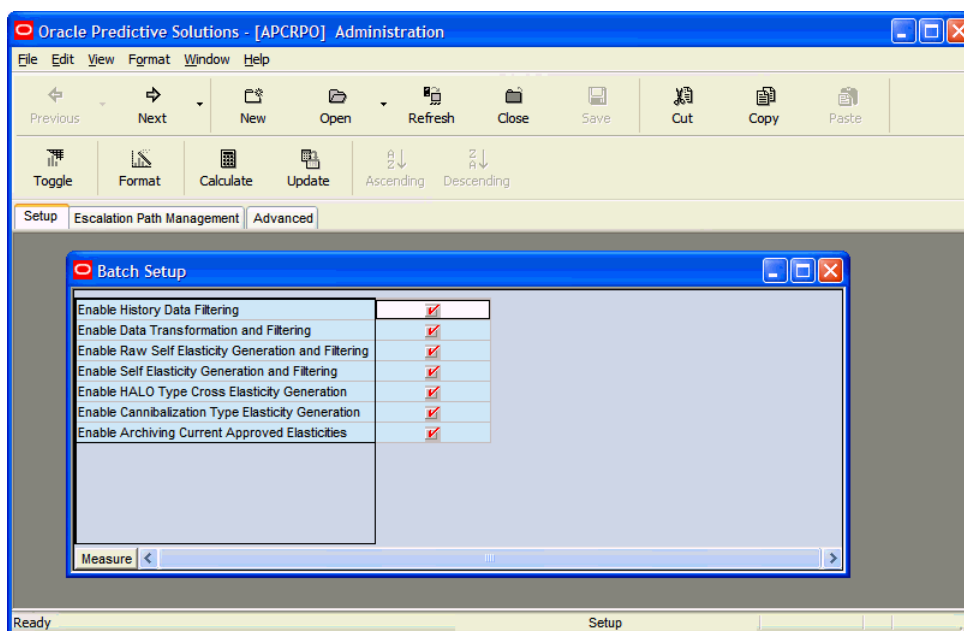 Oracle Predictive Solutions - [APCRPO] Administration
File Edit View Format Window Help
Previous Next New Open Refresh Close Save Cut Copy Paste
Toggle Format Calculate Update Ascending Descending
Setup Escalation Path Management Advanced
Batch Setup
Enable History Data Filtering
Enable Data Transformation and Filtering
Enable Raw Self Elasticity Generation and Filtering
Enable Self Elasticity Generation and Filtering
Enable HALO Type Cross Elasticity Generation
Enable Cannibalization Type Elasticity Generation
Enable Archiving Current Approved Elasticities
Measure
Ready Setup